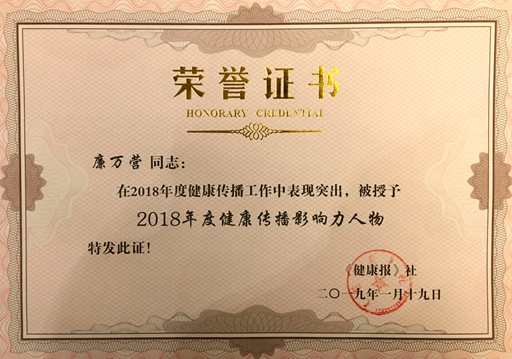 荣誉证书
HONORARY CREDENTIAL
廉万营 同志：
在2018年度健康传播工作中表现突出，被授予
2018年度健康传播影响力人物
特发此证！
《健康报》社
二〇一九年一月十九日